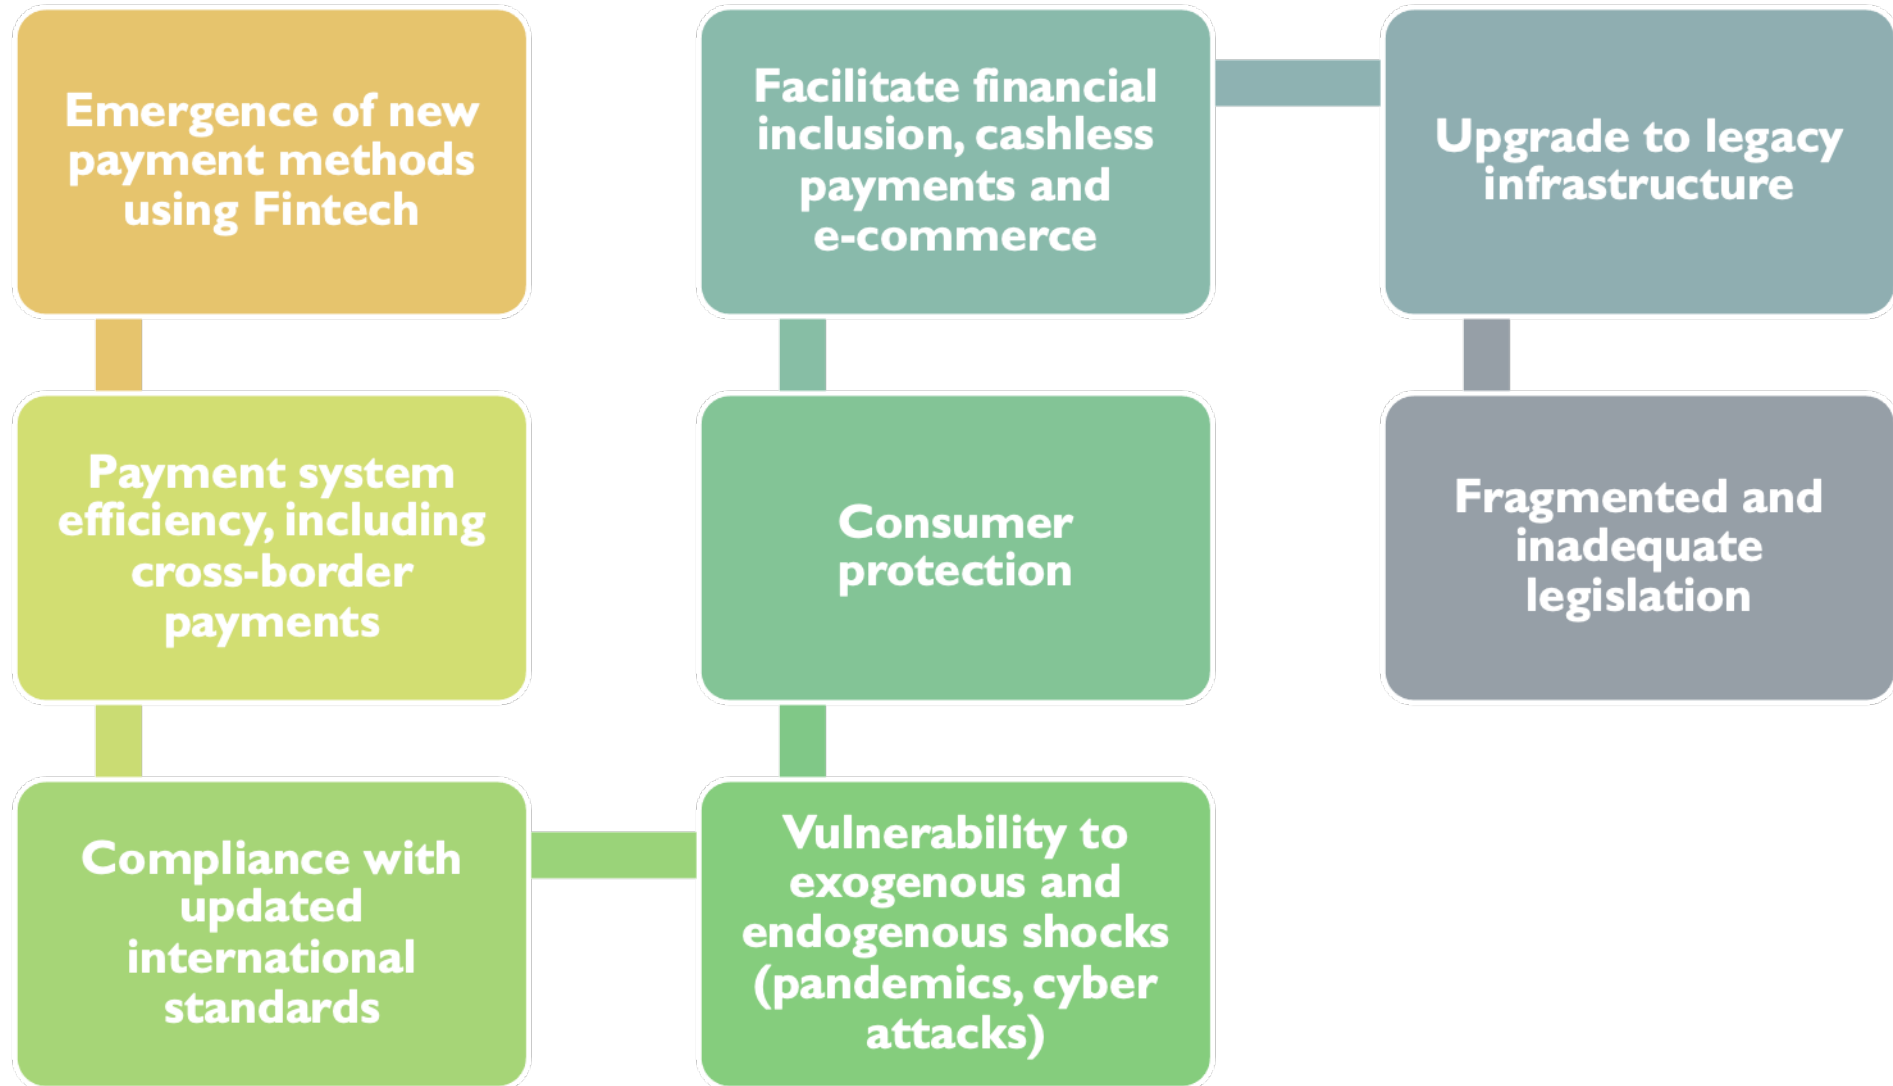 Emergence of new
payment methods
using Fintech
Payment system
efficiency, including
cross-border
payments
Compliance with
updated
international
standards
Vulnerability to
exogenous and
endogenous shocks
(pandemics, cyber
attacks)
Consumer
protection
Facilitate financial
inclusion, cashless
payments and
e-commerce
Upgrade to legacy
infrastructure
Fragmented and
inadequate
legislation